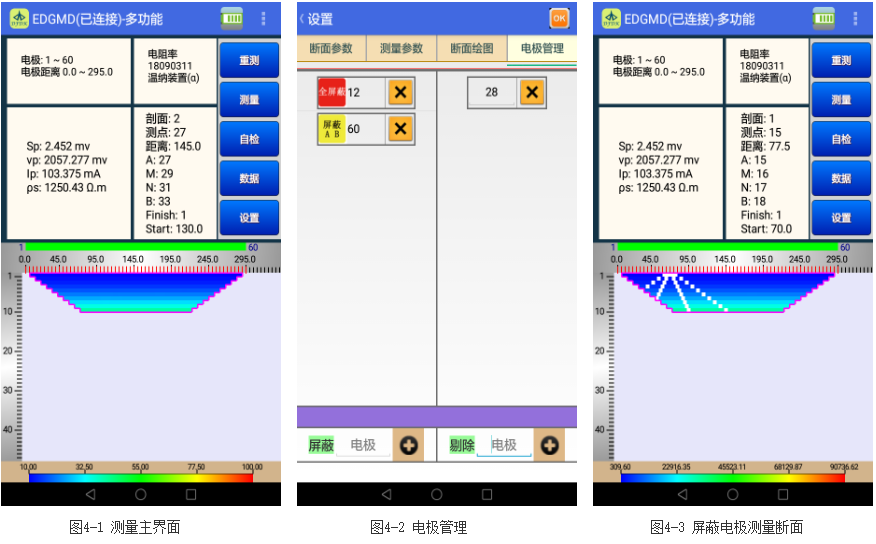 EDGMD(已连接)-多功能
电极: 1 ~ 60
电极距离 0.0 ~ 295.0
电阻率
18090311
温纳装置(α)
重测
测量
自检
数据
设置
Sp: 2.452 mv
vp: 2057.277 mv
Ip: 103.375 mA
ρs: 1250.43 Ω.m
剖面: 2
测点: 27
距离: 145.0
A: 27
M: 29
N: 31
B: 33
Finish: 1
Start: 130.0
1 60
0.0 45.0 95.0 145.0 195.0 245.0 295.0
1
10
20
30
40
10.00 32.50 55.00 77.50 100.00
图4-1 测量主界面
设置
OK
断面参数 测量参数 断面绘图 电极管理
全屏蔽 12
屏蔽
A B
60
28
屏蔽 电极
剔除 电极
图4-2 电极管理
EDGMD(已连接)-多功能
电极: 1 ~ 60
电极距离 0.0 ~ 295.0
电阻率
18090311
温纳装置(α)
重测
测量
自检
数据
设置
Sp: 2.452 mv
vp: 2057.277 mv
Ip: 103.375 mA
ρs: 1250.43 Ω.m
剖面: 1
测点: 15
距离: 77.5
A: 15
M: 16
N: 17
B: 18
Finish: 1
Start: 70.0
1 60
0.0 45.0 95.0 145.0 195.0 245.0 295.0
1
10
20
30
40
309.60 22916.35 45523.11 68129.87 90736.62
图4-3 屏蔽电极测量断面